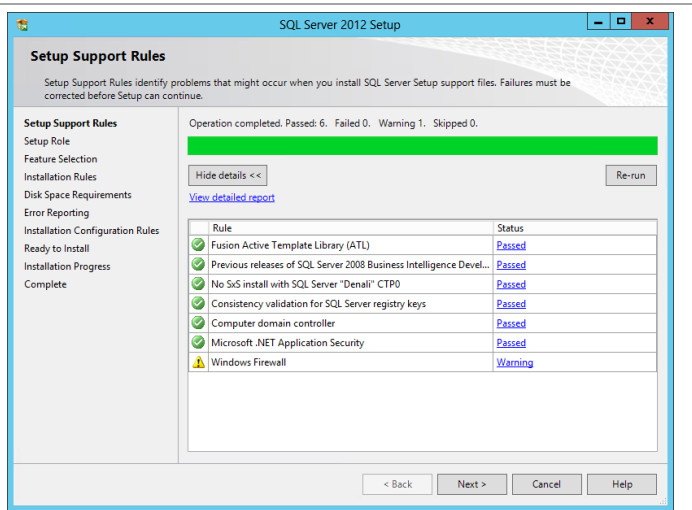 SQL Server 2012 Setup
Setup Support Rules
Setup Support Rules identify problems that might occur when you install SQL Server Setup support files. Failures must be
corrected before Setup can continue.
Setup Support Rules
Setup Role
Feature Selection
Installation Rules
Disk Space Requirements
Error Reporting
Installation Configuration Rules
Ready to Install
Installation Progress
Complete
Operation completed. Passed: 6. Failed 0. Warning 1. Skipped 0.
Hide details <<
Re-run
View detailed report
Rule Status
Fusion Active Template Library (ATL) Passed
Previous releases of SQL Server 2008 Business Intelligence Devel... Passed
No SxS install with SQL Server "Denali" CTP0 Passed
Consistency validation for SQL Server registry keys Passed
Computer domain controller Passed
Microsoft .NET Application Security Passed
Windows Firewall Warning
< Back Next > Cancel Help